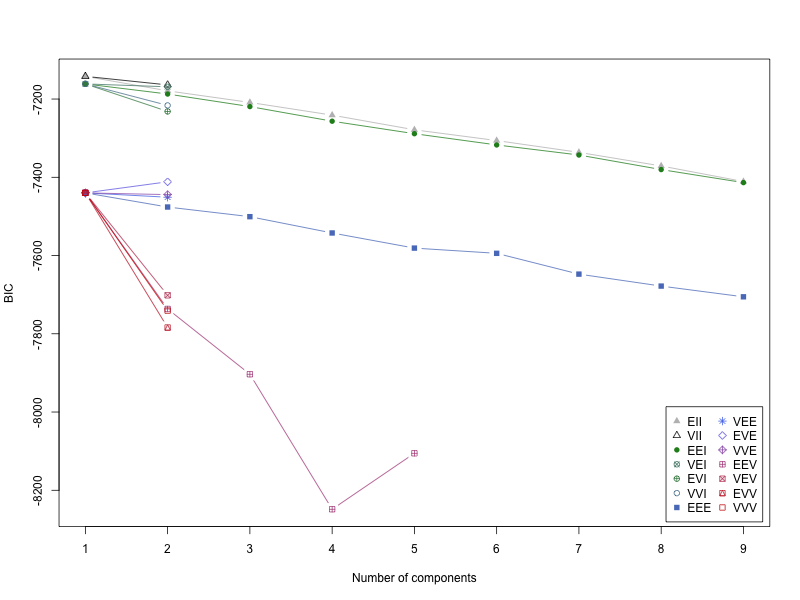 BIC
-7200
-7400
-7600
-7800
-8000
-8200
EII VEE
VII EVE
EEI VVE
VEI EEV
EVI VEV
VVI EVV
EEE VVV
1 2 3 4 5 6 7 8 9
Number of components